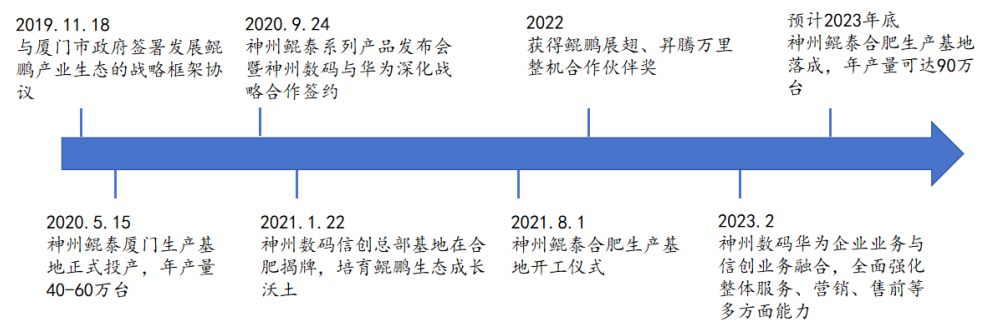 2019.11.18
与厦门市政府签署发展鲲
鹏产业生态的战略框架协
议
2020.9.24
神州鲲泰系列产品发布会
暨神州数码与华为深化战
略合作签约
2022
获得鲲鹏展翅、昇腾万里
整机合作伙伴奖
预计2023年底
神州鲲泰合肥生产基地
落成，年产量可达90万
台
2020.5.15
神州鲲泰厦门生产基
地正式投产，年产量
40-60万台
2021.1.22
神州数码信创总部基地在合
肥揭牌，培育鲲鹏生态成长
沃土
2021.8.1
神州鲲泰合肥生产基
地开工仪式
2023.2
神州数码华为企业业务与
信创业务融合，全面强化
整体服务、营销、售前等
多方面能力